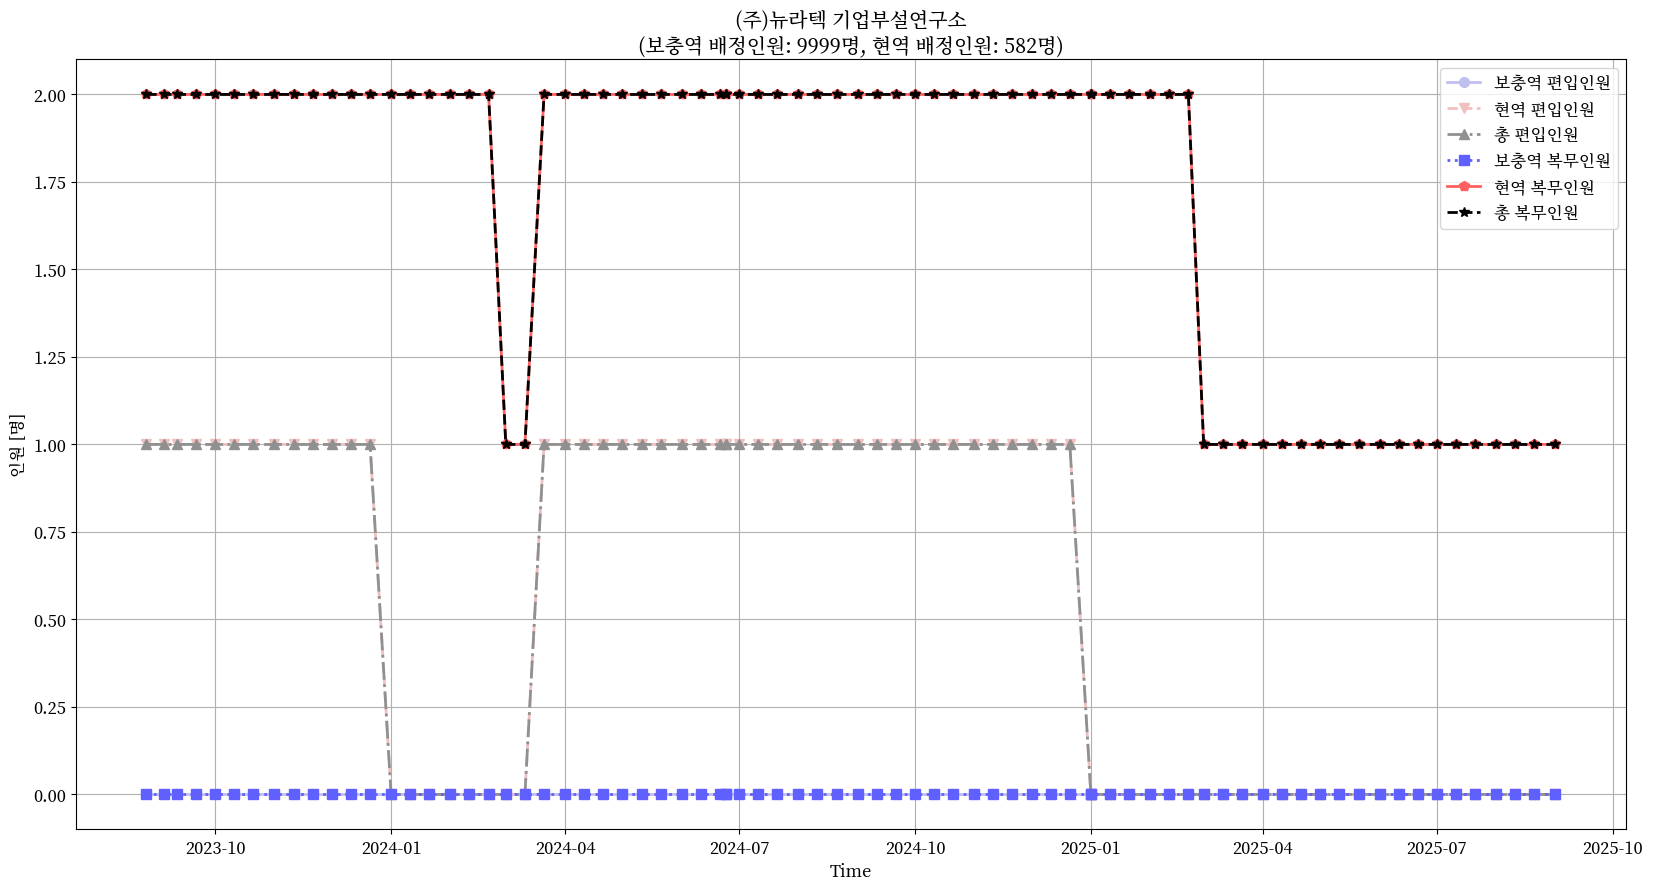 (주)뉴라텍 기업부설연구소
(보충역 배정인원: 9999명, 현역 배정인원: 582명)
보충역 편입인원
현역 편입인원
총 편입인원
보충역 복무인원
현역 복무인원
총 복무인원
2.00
1.75
1.50
1.25
1.00
0.75
0.50
0.25
0.00
인원 [명]
2023-10
2024-01
2024-04
2024-07
2024-10
2025-01
2025-04
2025-07
2025-10
Time